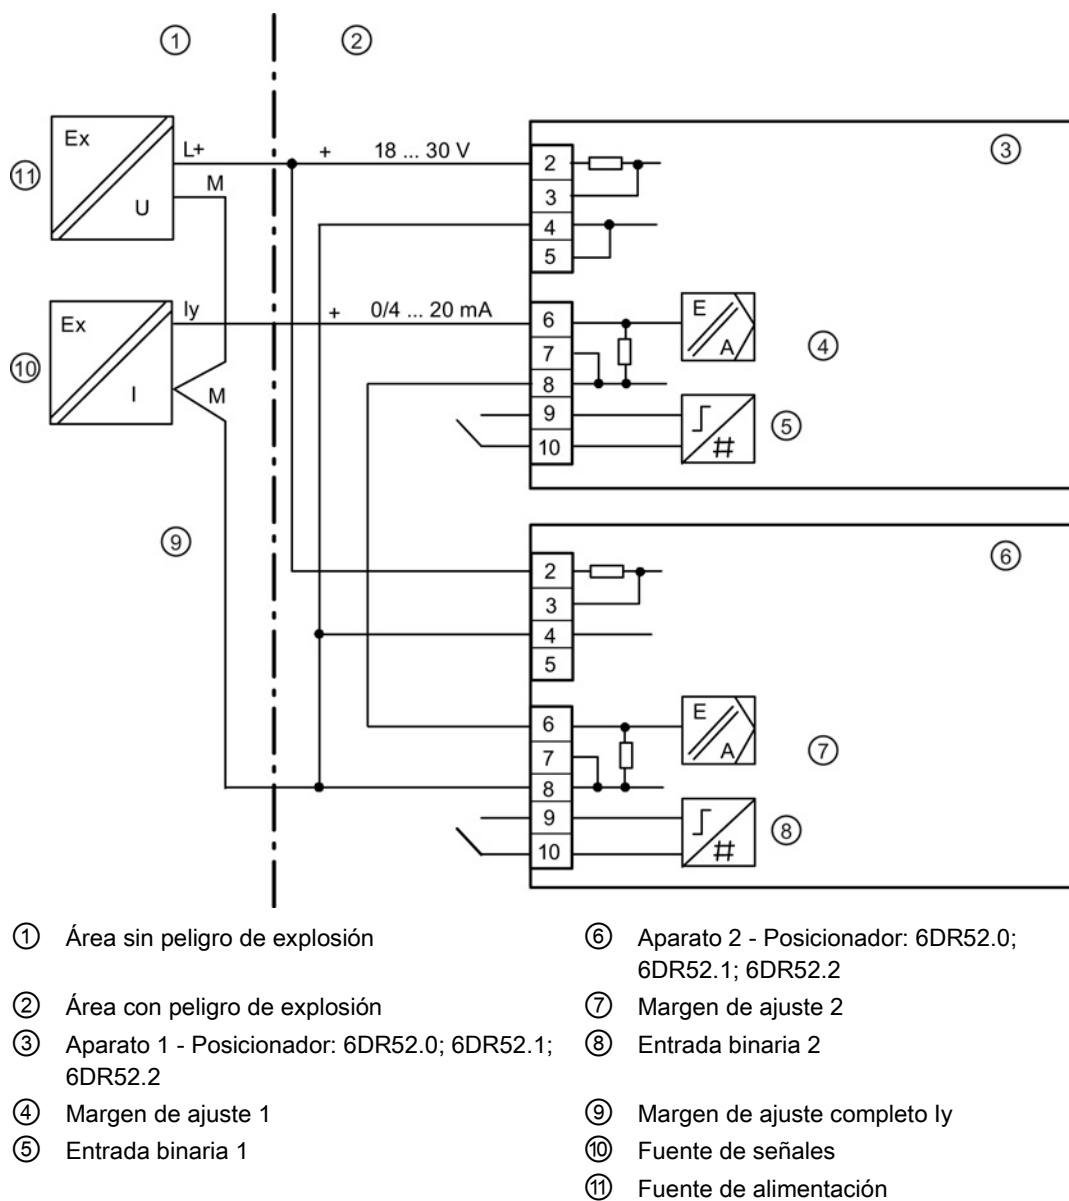 ① ②
Ex
U
⑪
L+
M
+ 18 ... 30 V
2
3
4
5
③
Ex
I
⑩
Iy
M
+ 0/4 ... 20 mA
6
7
8
9
10
E
A
④
#
⑤
⑨
2
3
4
5
⑥
6
7
8
9
10
E
A
⑦
#
⑧
① Área sin peligro de explosión
⑥ Aparato 2 - Posicionador: 6DR52.0;
6DR52.1; 6DR52.2
② Área con peligro de explosión
⑦ Margen de ajuste 2
③ Aparato 1 - Posicionador: 6DR52.0; 6DR52.1;
6DR52.2
⑧ Entrada binaria 2
④ Margen de ajuste 1
⑨ Margen de ajuste completo Iy
⑤ Entrada binaria 1
⑩ Fuente de señales
⑪ Fuente de alimentación